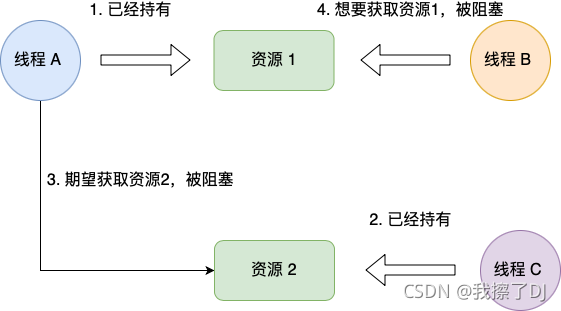 1. 已经持有
4. 想要获取资源1，被阻塞
线程 A
资源 1
线程 B
3. 期望获取资源2，被阻塞
2. 已经持有
资源 2
线程 C
CSDN @我擦了DJ